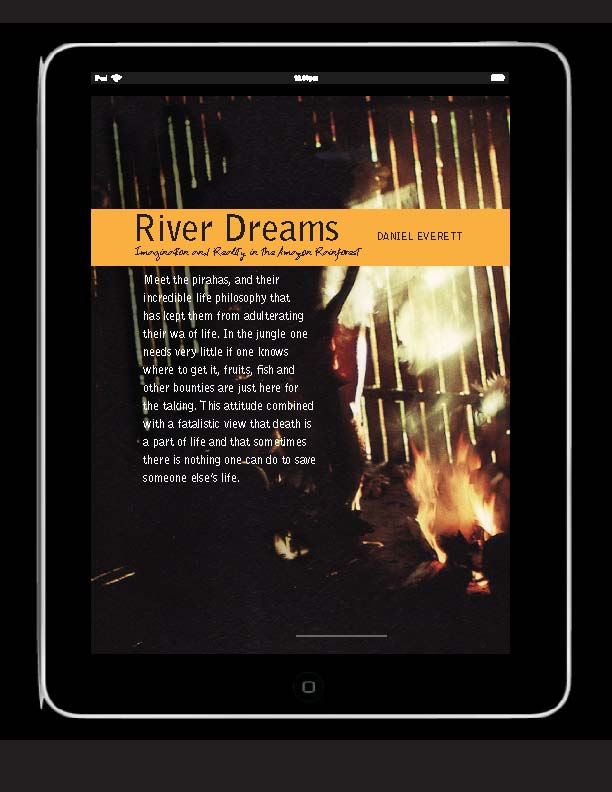 iPad
River Dreams
DANIEL EVERETT
Imagination and Reality in the Amazon Rainforest
Meet the pirahas, and their
incredible life philosophy that
has kept them from adulterating
their wa of life. In the jungle one
needs very little if one knows
where to get it, fruits, fish and
other bounties are just here for
the taking. This attitude combined
with a fatalistic view that death is
a part of life and that sometimes
there is nothing one can do to save
someone else's life.